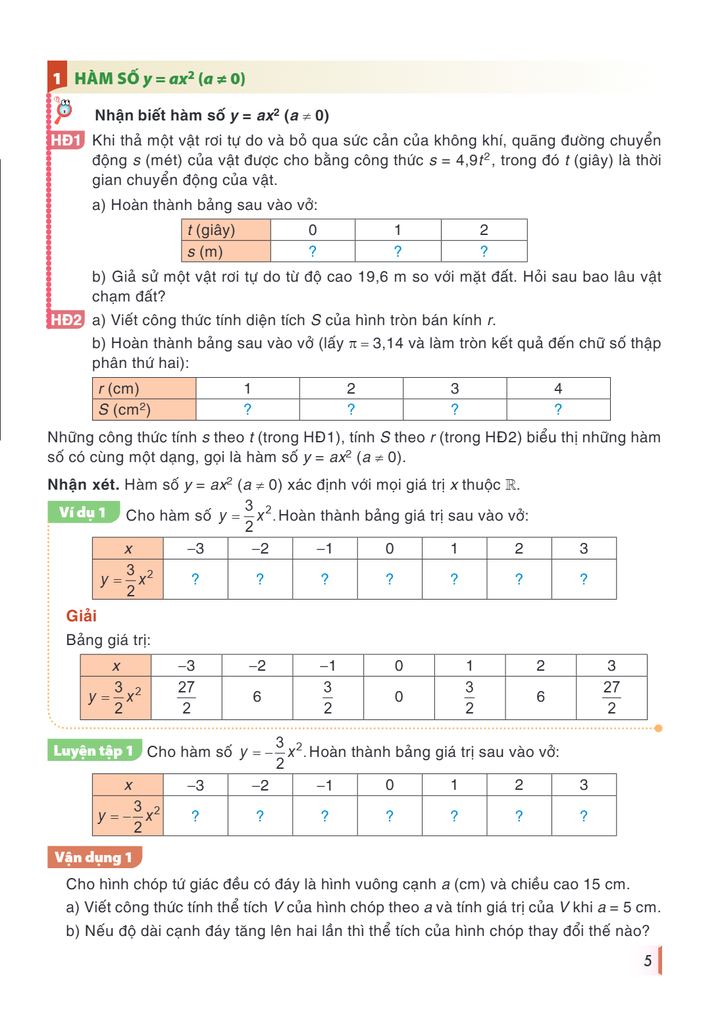 1 HÀM SỐ y = ax² (a ≠ 0)
Nhận biết hàm số y = ax² (a ≠ 0)
HĐ1 Khi thả một vật rơi tự do và bỏ qua sức cản của không khí, quãng đường chuyển
động s (mét) của vật được cho bằng công thức s = 4,9t², trong đó t (giây) là thời
gian chuyển động của vật.
a) Hoàn thành bảng sau vào vở:
t (giây) 0 1 2
s (m) ? ? ?
b) Giả sử một vật rơi tự do từ độ cao 19,6 m so với mặt đất. Hỏi sau bao lâu vật
chạm đất?
HĐ2 a) Viết công thức tính diện tích S của hình tròn bán kính r.
b) Hoàn thành bảng sau vào vở (lấy π = 3,14 và làm tròn kết quả đến chữ số thập
phân thứ hai):
r (cm) 1 2 3 4
S (cm²) ? ? ? ?
Những công thức tính s theo t (trong HĐ1), tính S theo r (trong HĐ2) biểu thị những hàm
số có cùng một dạng, gọi là hàm số y = ax² (a ≠ 0).
Nhận xét. Hàm số y = ax² (a ≠ 0) xác định với mọi giá trị x thuộc ℝ.
Ví dụ 1 Cho hàm số y = 3/2 x². Hoàn thành bảng giá trị sau vào vở:
x –3 –2 –1 0 1 2 3
y = 3/2 x² ? ? ? ? ? ? ?
Giải
Bảng giá trị:
x –3 –2 –1 0 1 2 3
y = 3/2 x² 27/2 6 3/2 0 3/2 6 27/2
Luyện tập 1 Cho hàm số y = –3/2 x². Hoàn thành bảng giá trị sau vào vở:
x –3 –2 –1 0 1 2 3
y = –3/2 x² ? ? ? ? ? ? ?
Vận dụng 1
Cho hình chóp tứ giác đều có đáy là hình vuông cạnh a (cm) và chiều cao 15 cm.
a) Viết công thức tính thể tích V của hình chóp theo a và tính giá trị của V khi a = 5 cm.
b) Nếu độ dài cạnh đáy tăng lên hai lần thì thể tích của hình chóp thay đổi thế nào?
5